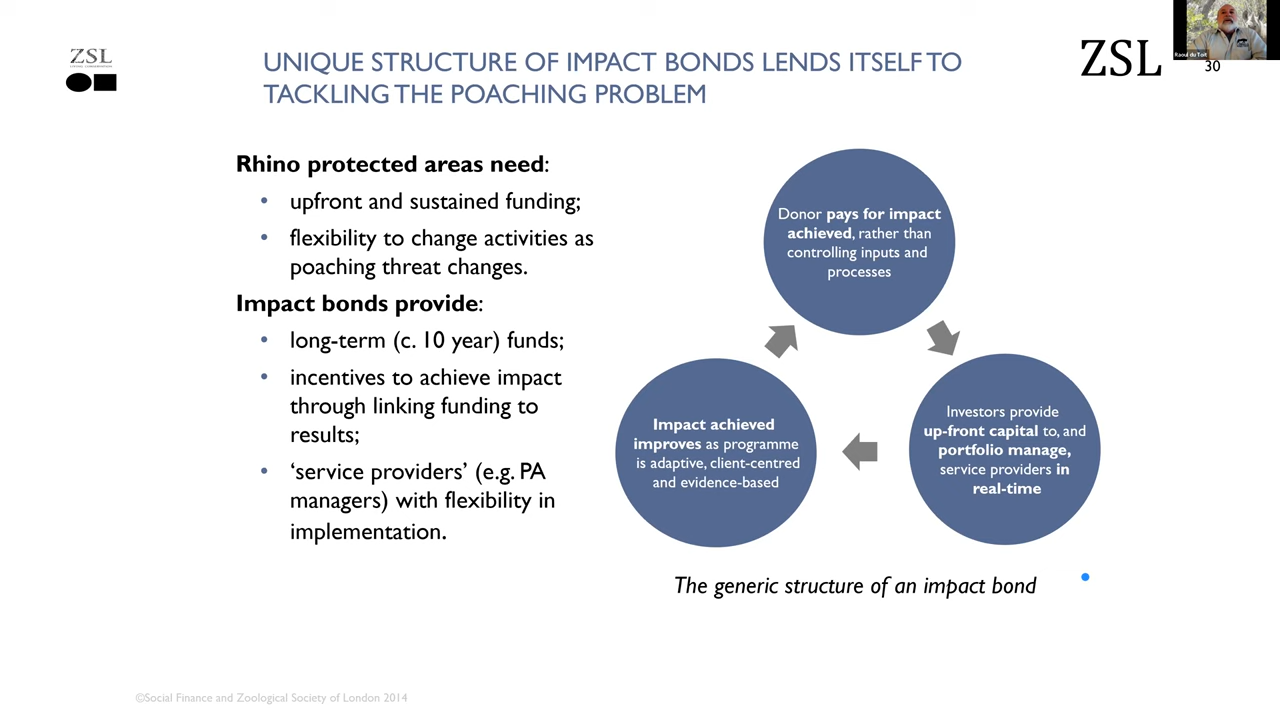 ZSL
UNIQUE STRUCTURE OF IMPACT BONDS LENDS ITSELF TO
TACKLING THE POACHING PROBLEM
ZSL
Raoul du Toit
30
Rhino protected areas need:
• upfront and sustained funding;
• flexibility to change activities as
poaching threat changes.
Impact bonds provide:
• long-term (c. 10 year) funds;
• incentives to achieve impact
through linking funding to
results;
• ‘service providers’ (e.g. PA
managers) with flexibility in
implementation.
Donor pays for impact
achieved, rather than
controlling inputs and
processes
Investors provide
up-front capital to, and
portfolio manage,
service providers in
real-time
Impact achieved
improves as programme
is adaptive, client-centred
and evidence-based
The generic structure of an impact bond
©Social Finance and Zoological Society of London 2014